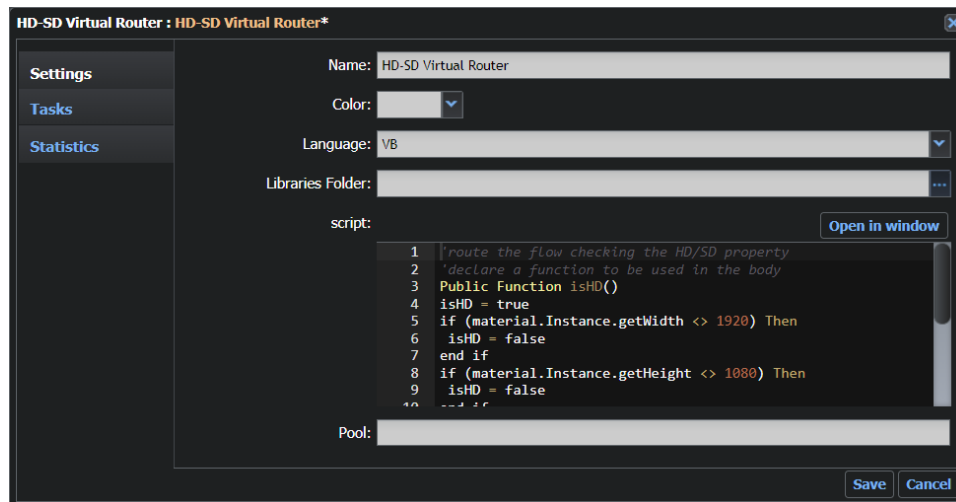 HD-SD Virtual Router : HD-SD Virtual Router*
Settings
Tasks
Statistics
Name: HD-SD Virtual Router
Color:
Language: VB
Libraries Folder: ...
script:
Open in window
1 'route the flow checking the HD/SD property
2 'declare a function to be used in the body
3 Public Function isHD()
4 isHD = true
5 if (material.Instance.getWidth <> 1920) Then
6 isHD = false
7 end if
8 if (material.Instance.getHeight <> 1080) Then
9 isHD = false
10 end if
Pool:
Save Cancel